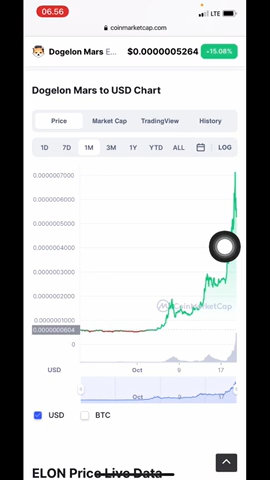 06.56
LTE
coinmarketcap.com
Dogelon Mars E... $0.0000005264 15.08%
Dogelon Mars to USD Chart
Price Market Cap TradingView History
1D 7D 1M 3M 1Y YTD ALL LOG
0.0000007000
0.0000006000
0.0000005000
0.0000004000
0.0000003000
0.0000002000
0.0000001000
0.0000000604
0
CoinMarketCap
USD Oct 9 17 USD
Oct 9 17
USD BTC
ELON Price Live Data